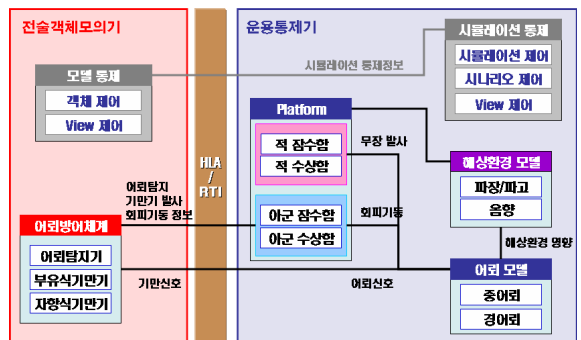 전술객체모의기
모델 통제
객체 제어
View 제어
어뢰탐지
기만기 발사
회피기동 정보
어뢰방어체계
어뢰탐지기
부유식기만기
자항식기만기
기만신호
HLA
/
RTI
운용통제기
시뮬레이션 통제정보
시뮬레이션 통제
시뮬레이션 제어
시나리오 제어
View 제어
Platform
적 잠수함
적 수상함
아군 잠수함
아군 수상함
무장 발사
회피기동
어뢰신호
해상환경 모델
파장/파고
음향
해상환경 영향
어뢰 모델
중어뢰
경어뢰